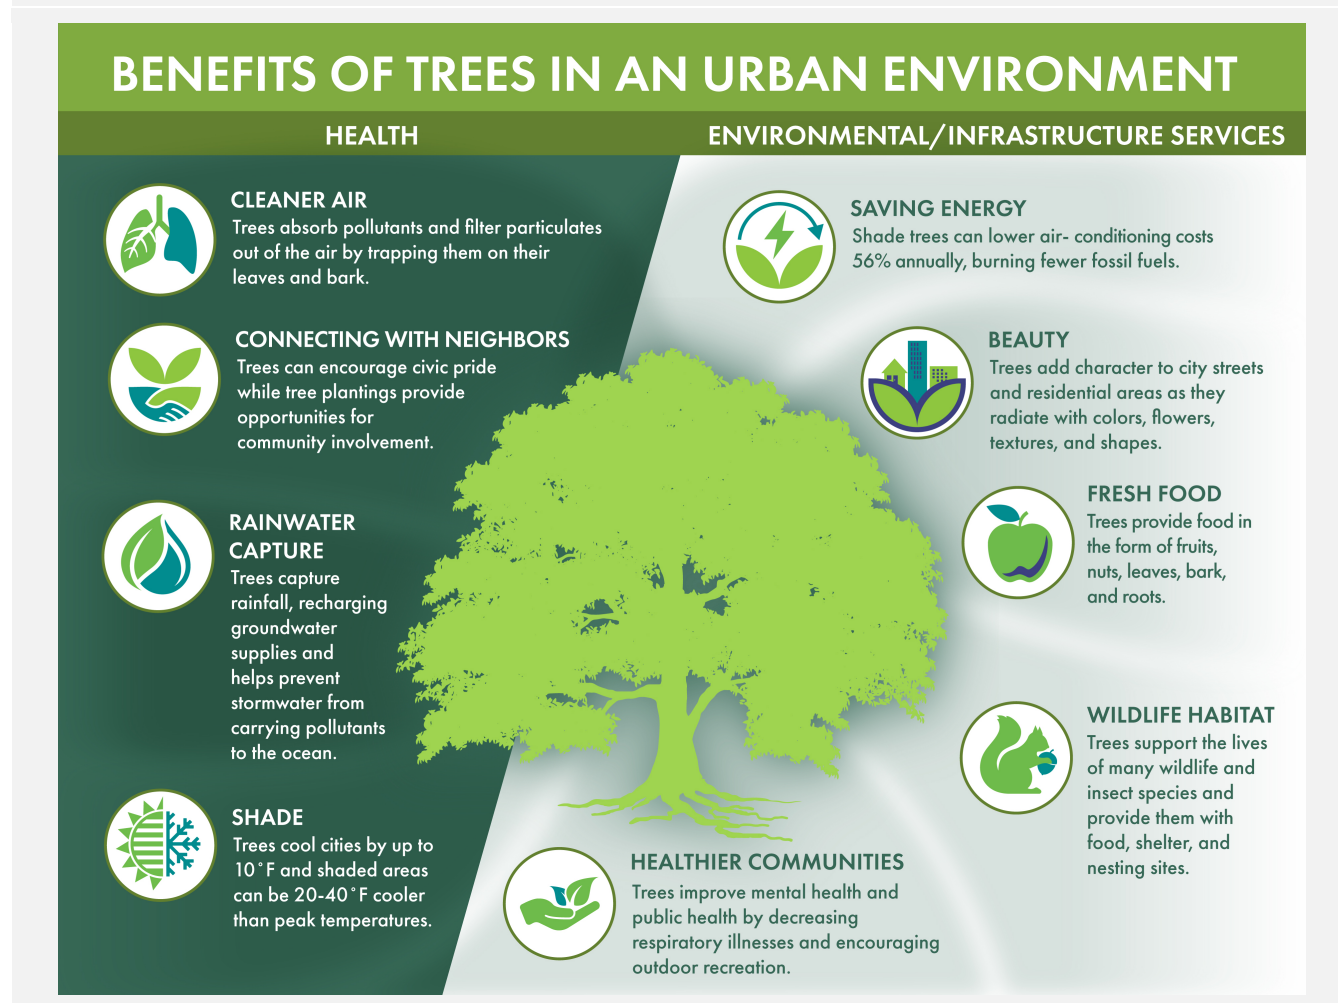 BENEFITS OF TREES IN AN URBAN ENVIRONMENT
HEALTH
CLEANER AIR
Trees absorb pollutants and filter particulates
out of the air by trapping them on their
leaves and bark.
CONNECTING WITH NEIGHBORS
Trees can encourage civic pride
while tree plantings provide
opportunities for
community involvement.
RAINWATER
CAPTURE
Trees capture
rainfall, recharging
groundwater
supplies and
helps prevent
stormwater from
carrying pollutants
to the ocean.
SHADE
Trees cool cities by up to
10˚F and shaded areas
can be 20-40˚F cooler
than peak temperatures.
ENVIRONMENTAL/INFRASTRUCTURE SERVICES
SAVING ENERGY
Shade trees can lower air- conditioning costs
56% annually, burning fewer fossil fuels.
BEAUTY
Trees add character to city streets
and residential areas as they
radiate with colors, flowers,
textures, and shapes.
FRESH FOOD
Trees provide food in
the form of fruits,
nuts, leaves, bark,
and roots.
WILDLIFE HABITAT
Trees support the lives
of many wildlife and
insect species and
provide them with
food, shelter, and
nesting sites.
HEALTHIER COMMUNITIES
Trees improve mental health and
public health by decreasing
respiratory illnesses and encouraging
outdoor recreation.